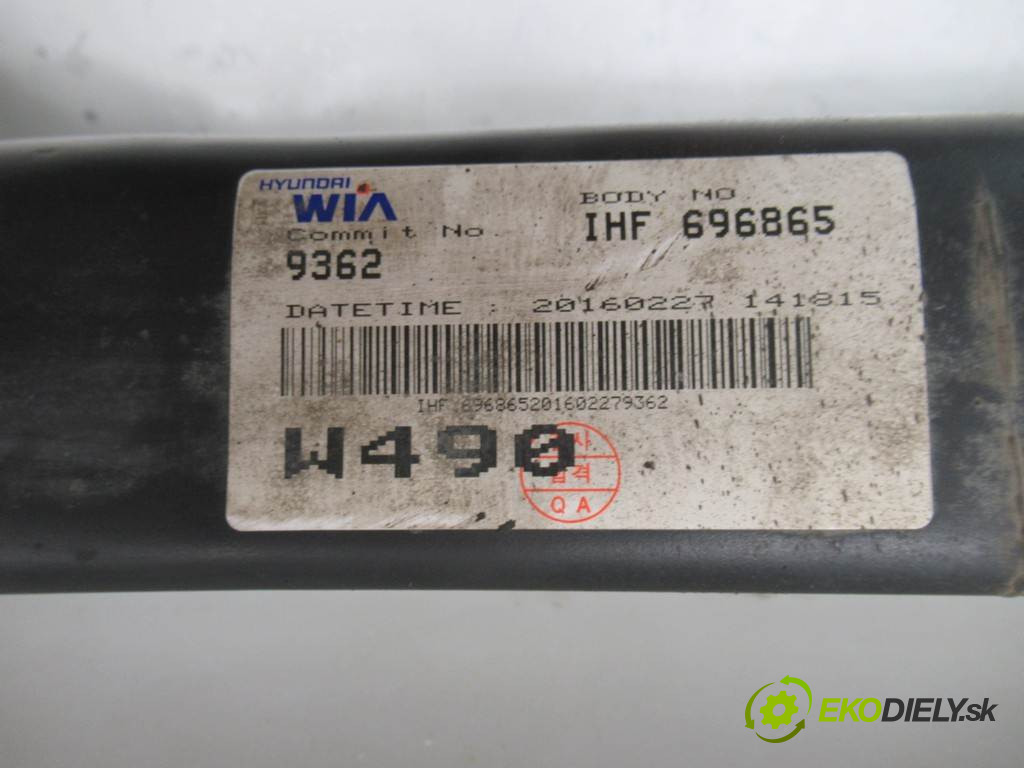 HYUNDAI
WIA
BODY NO
Commit No.
IHF 696865
9362
DATETIME : 20160227 141815
IHF 696865201602279362
W490
QA
EKODIELY.sk